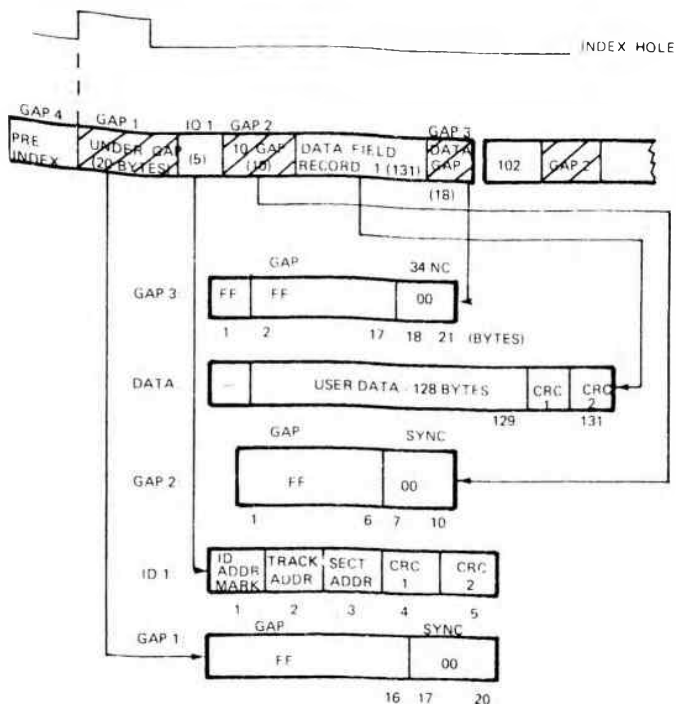 INDEX HOLE
GAP 4 GAP 1 IO 1 GAP 2 GAP 3
PRE INDEX
UNDER GAP
(20 BYTES)
(5)
10 GAP
(10)
DATA FIELD
RECORD 1 (131)
DATA
GAP
(18)
102
GAP 2
GAP 34 NC
GAP 3 FF FF 00
1 2 17 18 21 (BYTES)
DATA USER DATA - 128 BYTES CRC 1 CRC 2
129 131
GAP SYNC
GAP 2 FF 00
1 6 7 10
ID 1 ID ADDR MARK TRACK ADDR SECT ADDR CRC 1 CRC 2
1 2 3 4 5
GAP 1 GAP SYNC
FF 00
16 17 20